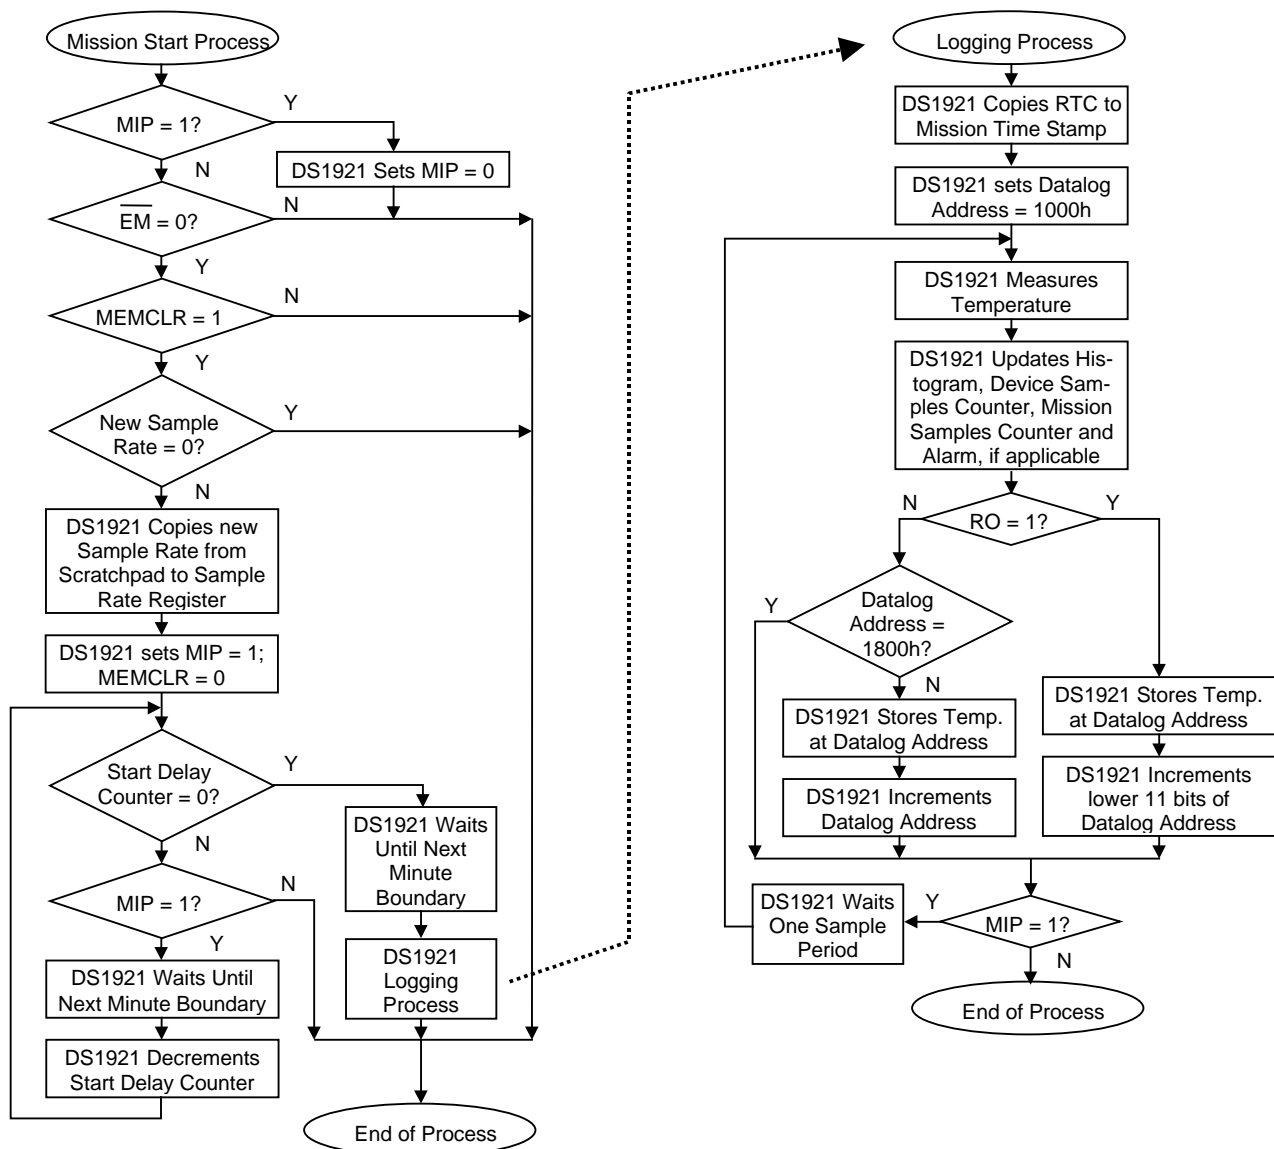 Mission Start Process
MIP = 1?
Y
N
DS1921 Sets MIP = 0
EM = 0?
N
Y
MEMCLR = 1
N
Y
New Sample
Rate = 0?
Y
N
DS1921 Copies new
Sample Rate from
Scratchpad to Sample
Rate Register
DS1921 sets MIP = 1;
MEMCLR = 0
Start Delay
Counter = 0?
Y
N
DS1921 Waits
Until Next
Minute
Boundary
MIP = 1?
N
Y
DS1921 Waits Until
Next Minute Boundary
DS1921
Logging
Process
DS1921 Decrements
Start Delay Counter
End of Process
Logging Process
DS1921 Copies RTC to
Mission Time Stamp
DS1921 sets Datalog
Address = 1000h
DS1921 Measures
Temperature
DS1921 Updates His-
togram, Device Sam-
ples Counter, Mission
Samples Counter and
Alarm, if applicable
N
RO = 1?
Y
Y
Datalog
Address =
1800h?
N
DS1921 Stores Temp.
at Datalog Address
DS1921 Increments
Datalog Address
DS1921 Stores Temp.
at Datalog Address
DS1921 Increments
lower 11 bits of
Datalog Address
DS1921 Waits
One Sample
Period
Y
MIP = 1?
N
End of Process